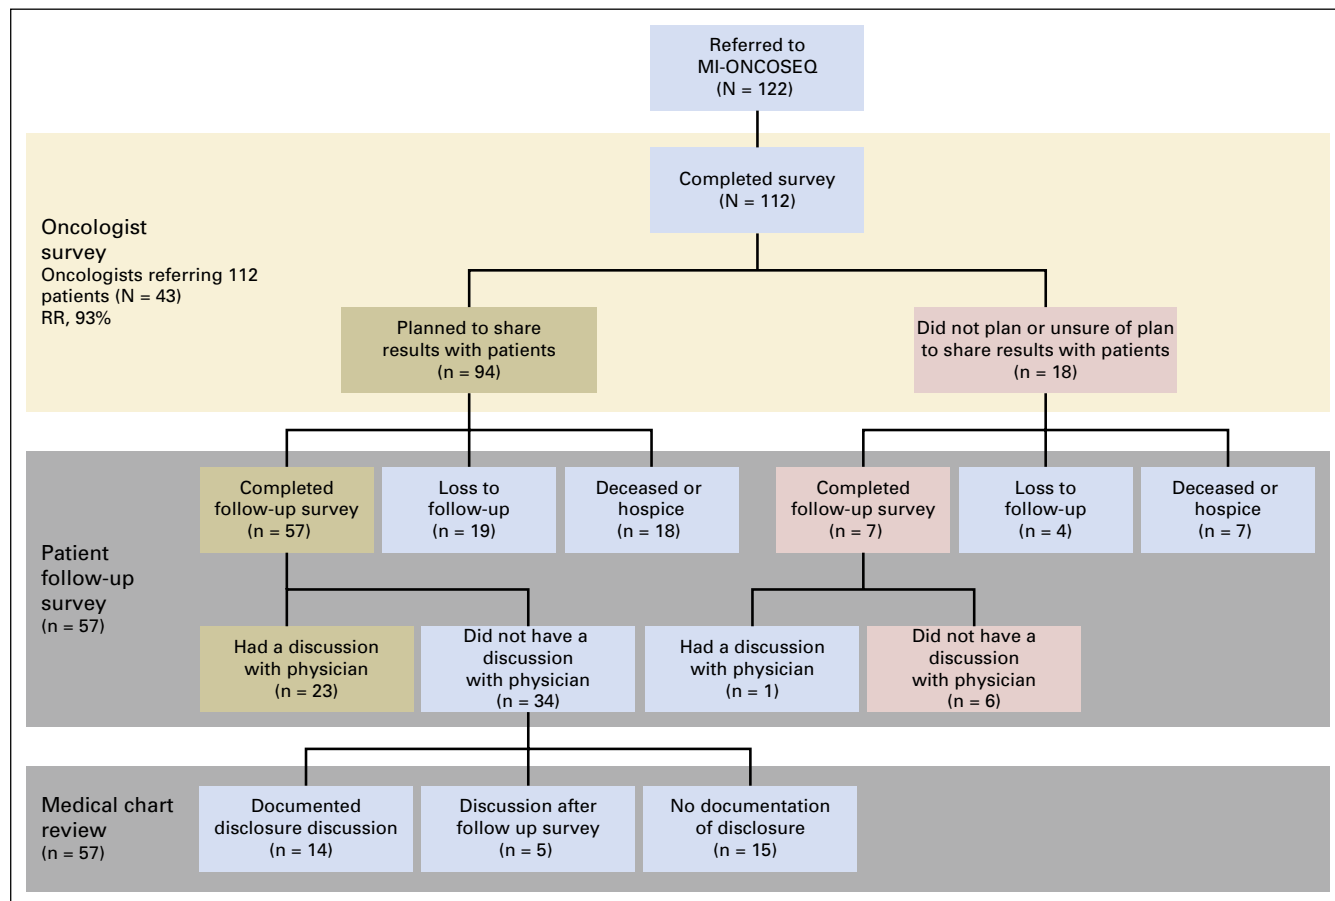 Referred to
MI-ONCOSEQ
(N = 122)
Completed survey
(N = 112)
Oncologist
survey
Oncologists referring 112
patients (N = 43)
RR, 93%
Planned to share
results with patients
(n = 94)
Did not plan or unsure of plan
to share results with patients
(n = 18)
Completed
follow-up survey
(n = 57)
Loss to
follow-up
(n = 19)
Deceased or
hospice
(n = 18)
Completed
follow-up survey
(n = 7)
Loss to
follow-up
(n = 4)
Deceased or
hospice
(n = 7)
Patient
follow-up
survey
(n = 57)
Had a discussion
with physician
(n = 23)
Did not have a
discussion
with physician
(n = 34)
Had a discussion
with physician
(n = 1)
Did not have a
discussion
with physician
(n = 6)
Medical chart
review
(n = 57)
Documented
disclosure discussion
(n = 14)
Discussion after
follow up survey
(n = 5)
No documentation
of disclosure
(n = 15)